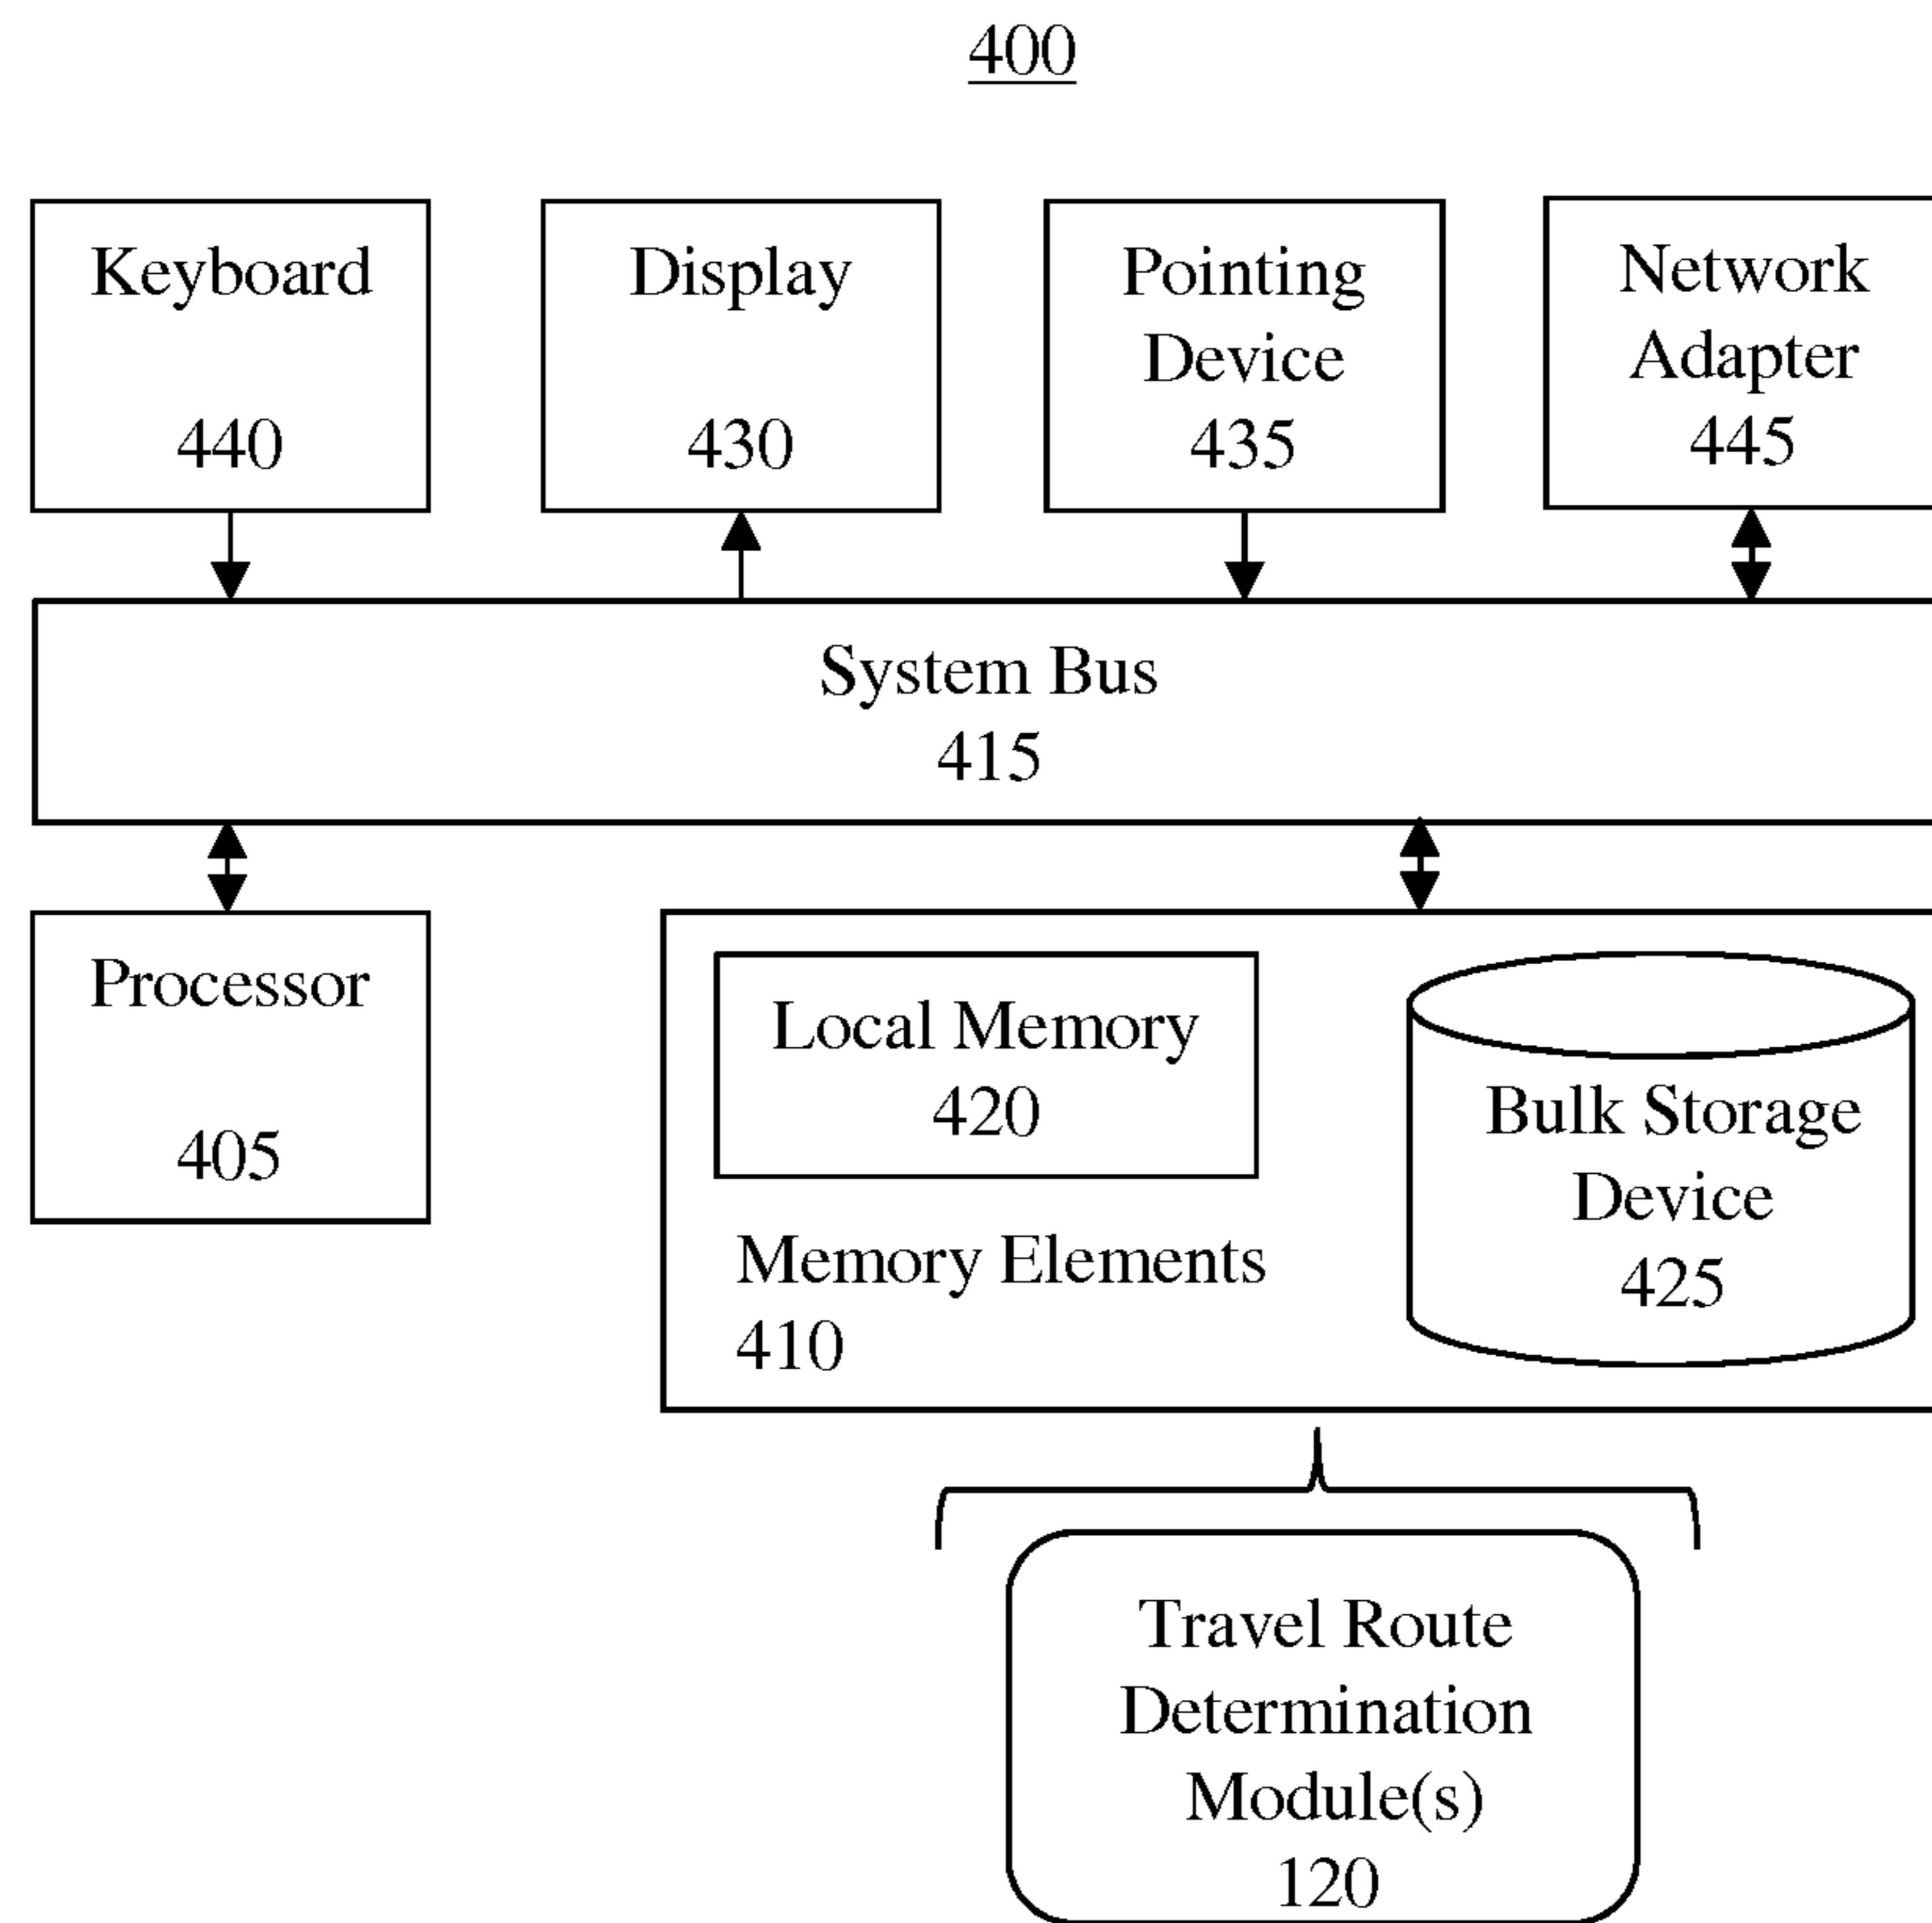 400
Keyboard
440
Display
430
Pointing
Device
435
Network
Adapter
445
System Bus
415
Processor
405
Local Memory
420
Memory Elements
410
Bulk Storage
Device
425
Travel Route
Determination
Module(s)
120